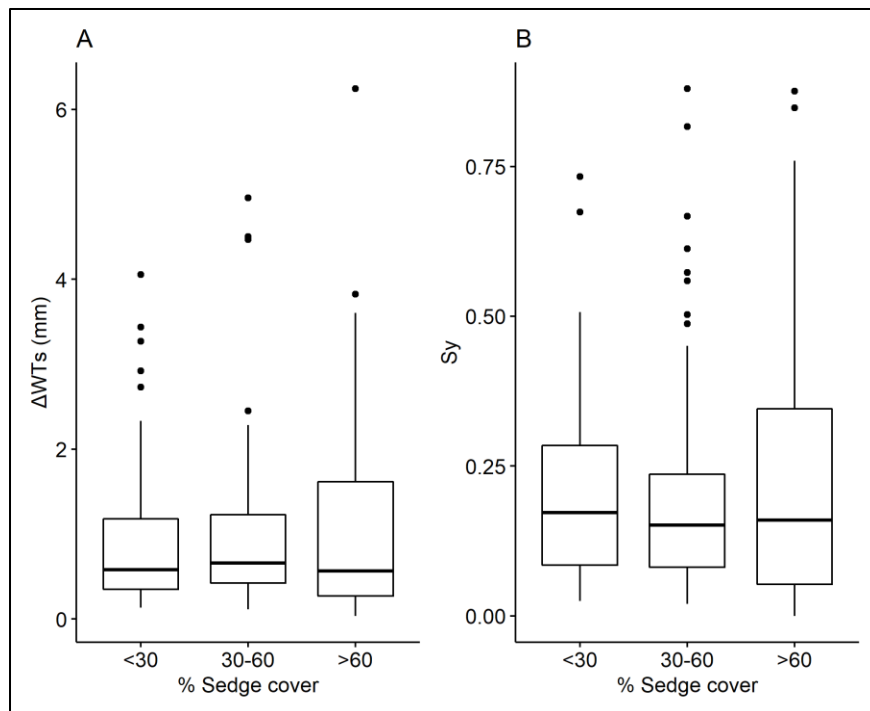 A
6
4
2
0
ΔWTs (mm)
<30 30-60 >60
% Sedge cover
B
0.75
0.50
0.25
0.00
Sy
<30 30-60 >60
% Sedge cover